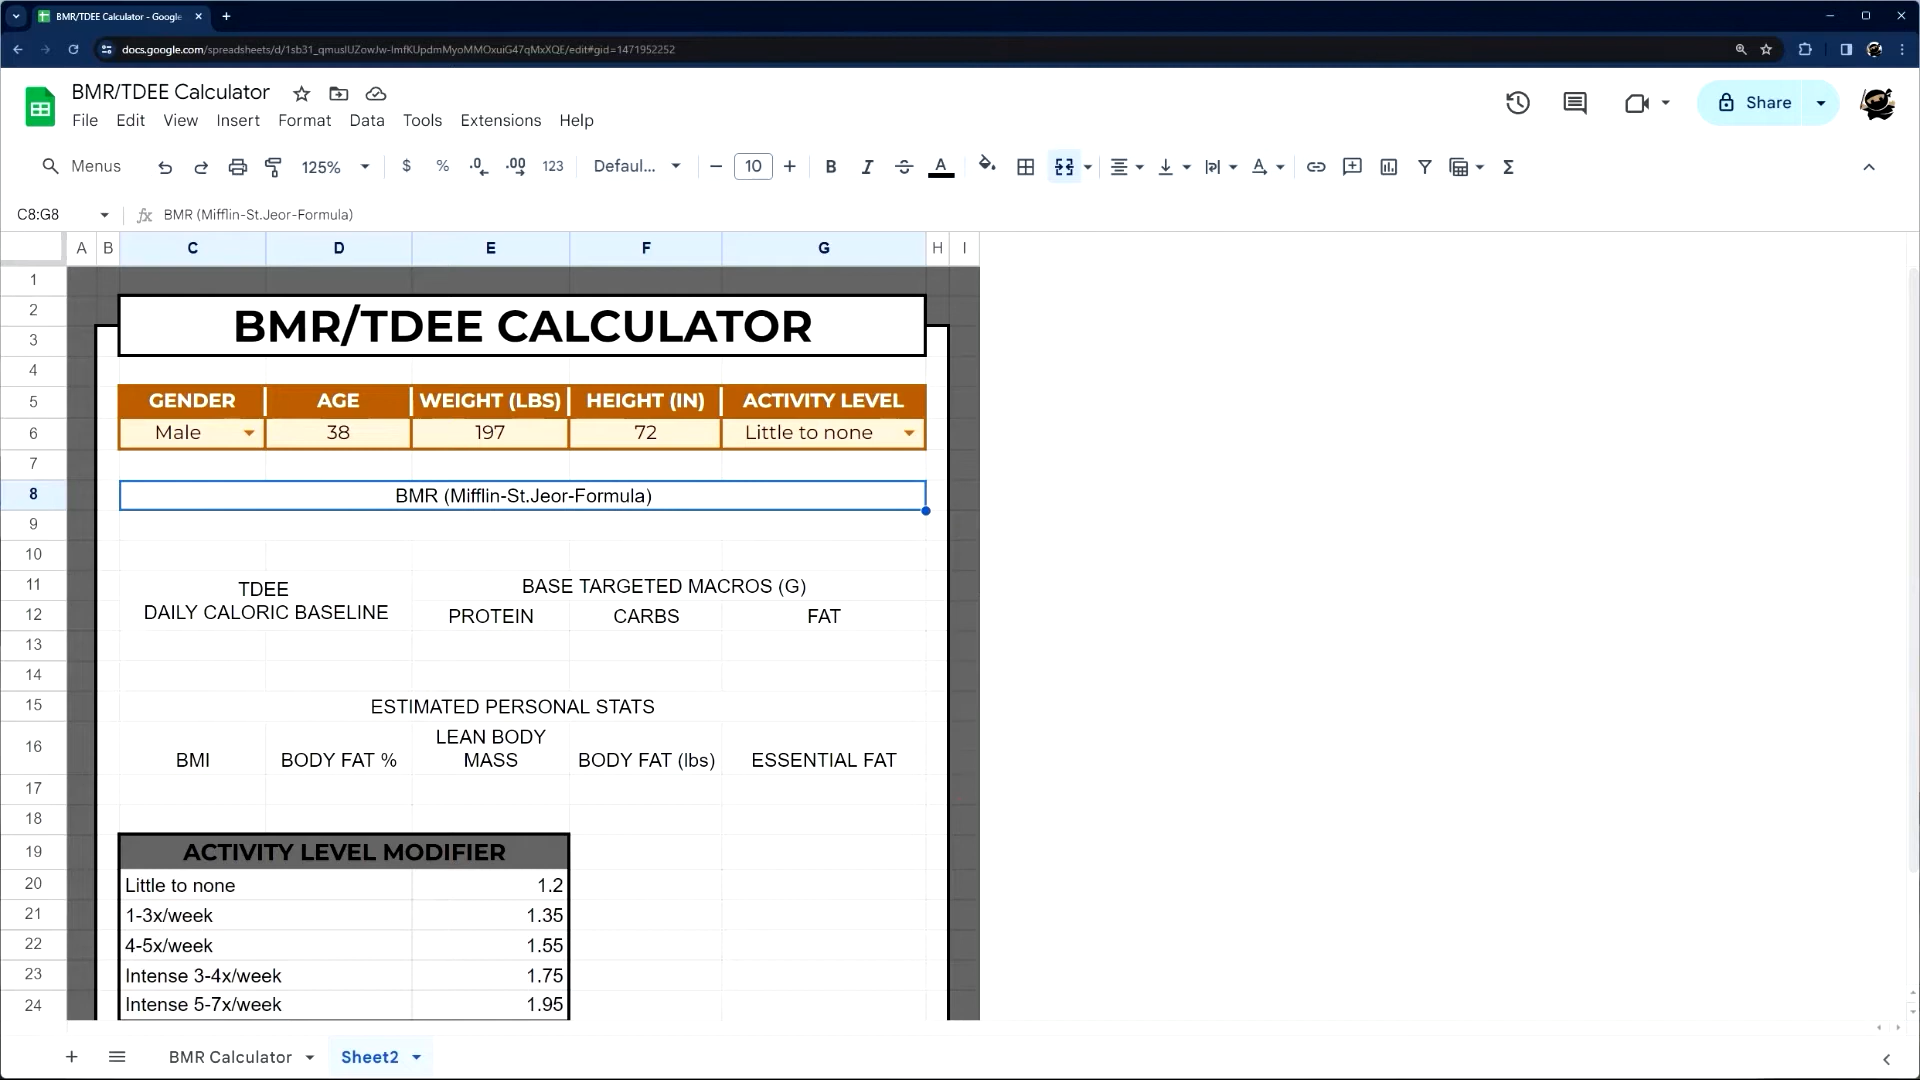 BMR/TDEE Calculator - Google
docs.google.com/spreadsheets/d/1sb31_qmuslUZowJw-ImfKUpdmMyoMMOxuiG47qMxXQE/edit#gid=1471952252
BMR/TDEE Calculator
File Edit View Insert Format Data Tools Extensions Help
Share
Menus 125% $ % .0 .00 123 Defaul... 10 B I S A Σ
C8:G8 fx BMR (Mifflin-St.Jeor-Formula)
A B C D E F G H I
1
2
BMR/TDEE CALCULATOR
3
4
5 GENDER AGE WEIGHT (LBS) HEIGHT (IN) ACTIVITY LEVEL
6 Male 38 197 72 Little to none
7
8 BMR (Mifflin-St.Jeor-Formula)
9
10
11 TDEE BASE TARGETED MACROS (G)
12 DAILY CALORIC BASELINE PROTEIN CARBS FAT
13
14
15 ESTIMATED PERSONAL STATS
LEAN BODY
16 BMI BODY FAT % MASS BODY FAT (lbs) ESSENTIAL FAT
17
18
19 ACTIVITY LEVEL MODIFIER
20 Little to none 1.2
21 1-3x/week 1.35
22 4-5x/week 1.55
23 Intense 3-4x/week 1.75
24 Intense 5-7x/week 1.95
BMR Calculator Sheet2